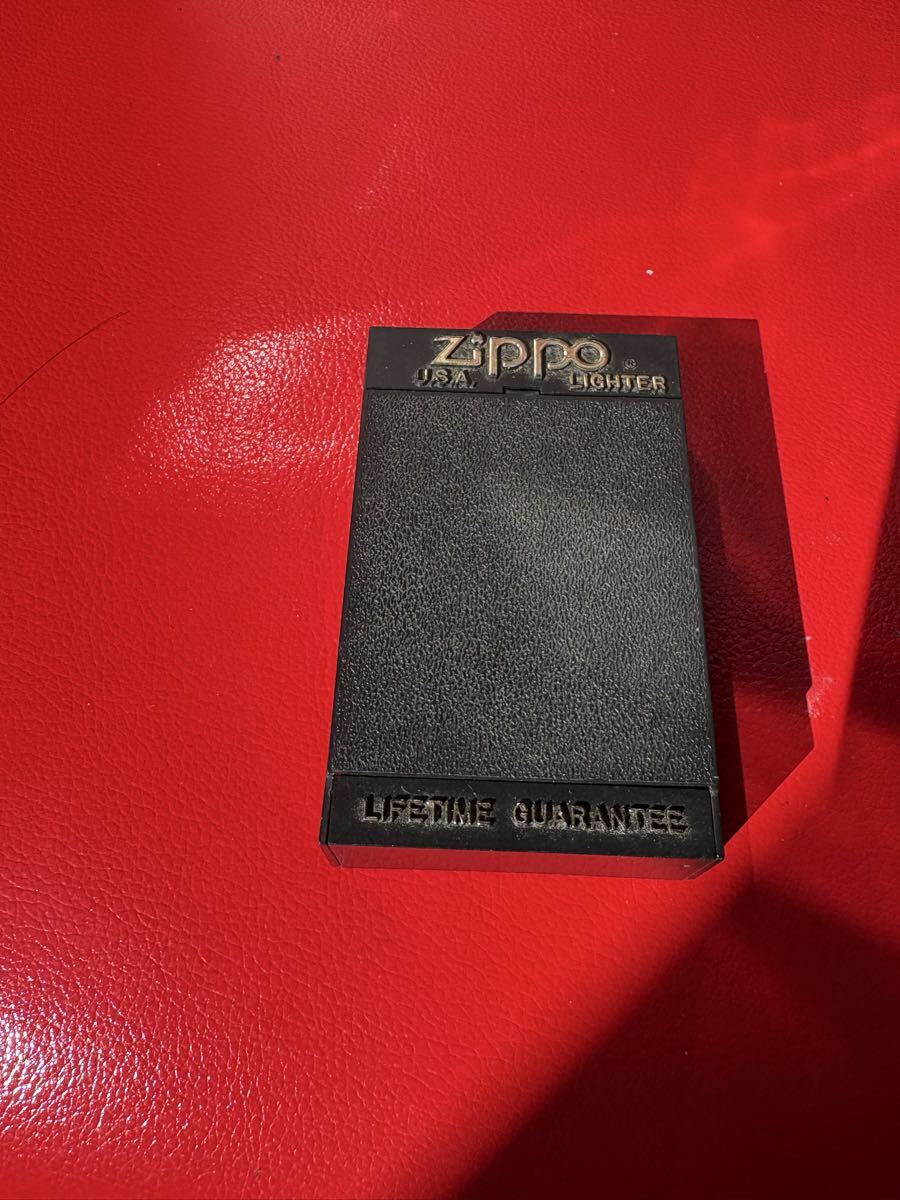 Zippo ®
U.S.A. LIGHTER
LIFETIME GUARANTEE